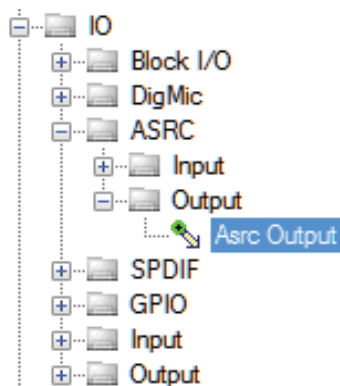 IO
Block I/O
DigMic
ASRC
Input
Output
Asrc Output
SPDIF
GPIO
Input
Output